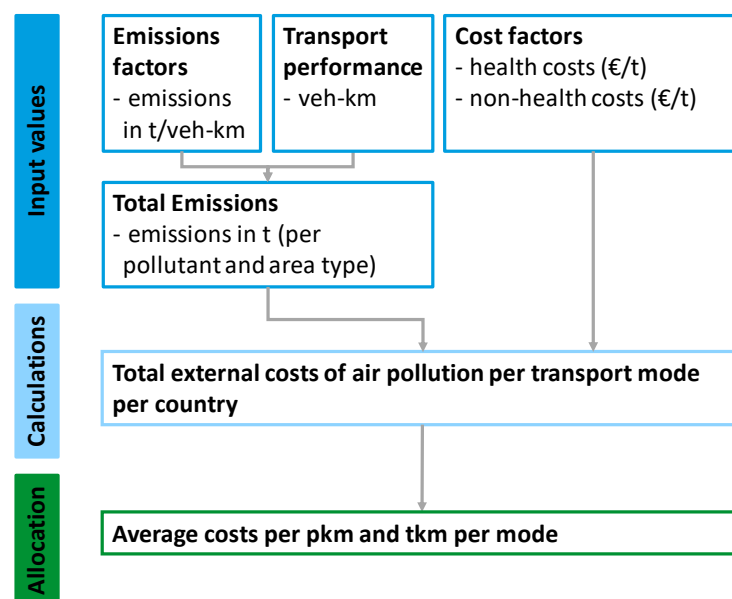 Input values
Emissions
factors
- emissions
in t/veh-km
Transport
performance
- veh-km
Cost factors
- health costs (€/t)
- non-health costs (€/t)
Total Emissions
- emissions in t (per
pollutant and area type)
Calculations
Total external costs of air pollution per transport mode
per country
Allocation
Average costs per pkm and tkm per mode